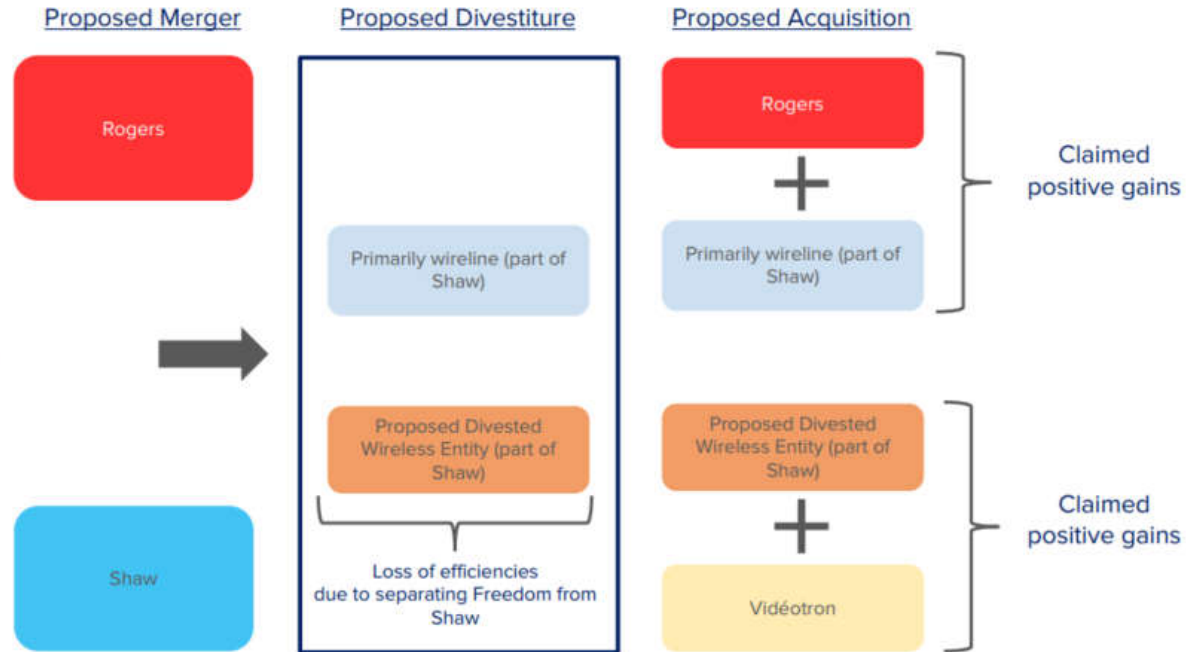 Proposed Merger
Proposed Divestiture
Proposed Acquisition
Rogers
Shaw
Primarily wireline (part of
Shaw)
Proposed Divested
Wireless Entity (part of
Shaw)
Loss of efficiencies
due to separating Freedom from
Shaw
Rogers
+
Primarily wireline (part of
Shaw)
Claimed
positive gains
Proposed Divested
Wireless Entity (part of
Shaw)
+
Vidéotron
Claimed
positive gains